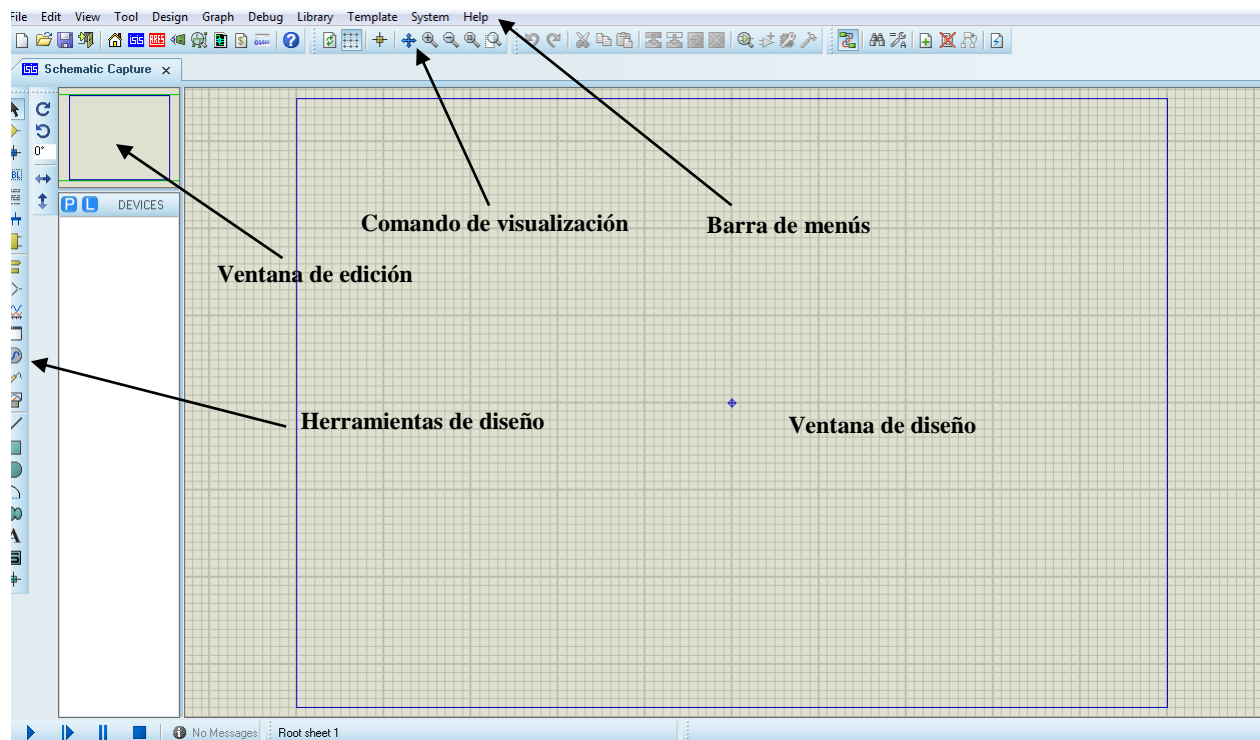 File Edit View Tool Design Graph Debug Library Template System Help
ISIS Schematic Capture x
0°
P L DEVICES
Comando de visualización
Barra de menús
Ventana de edición
Herramientas de diseño
Ventana de diseño
A
No Messages Root sheet 1